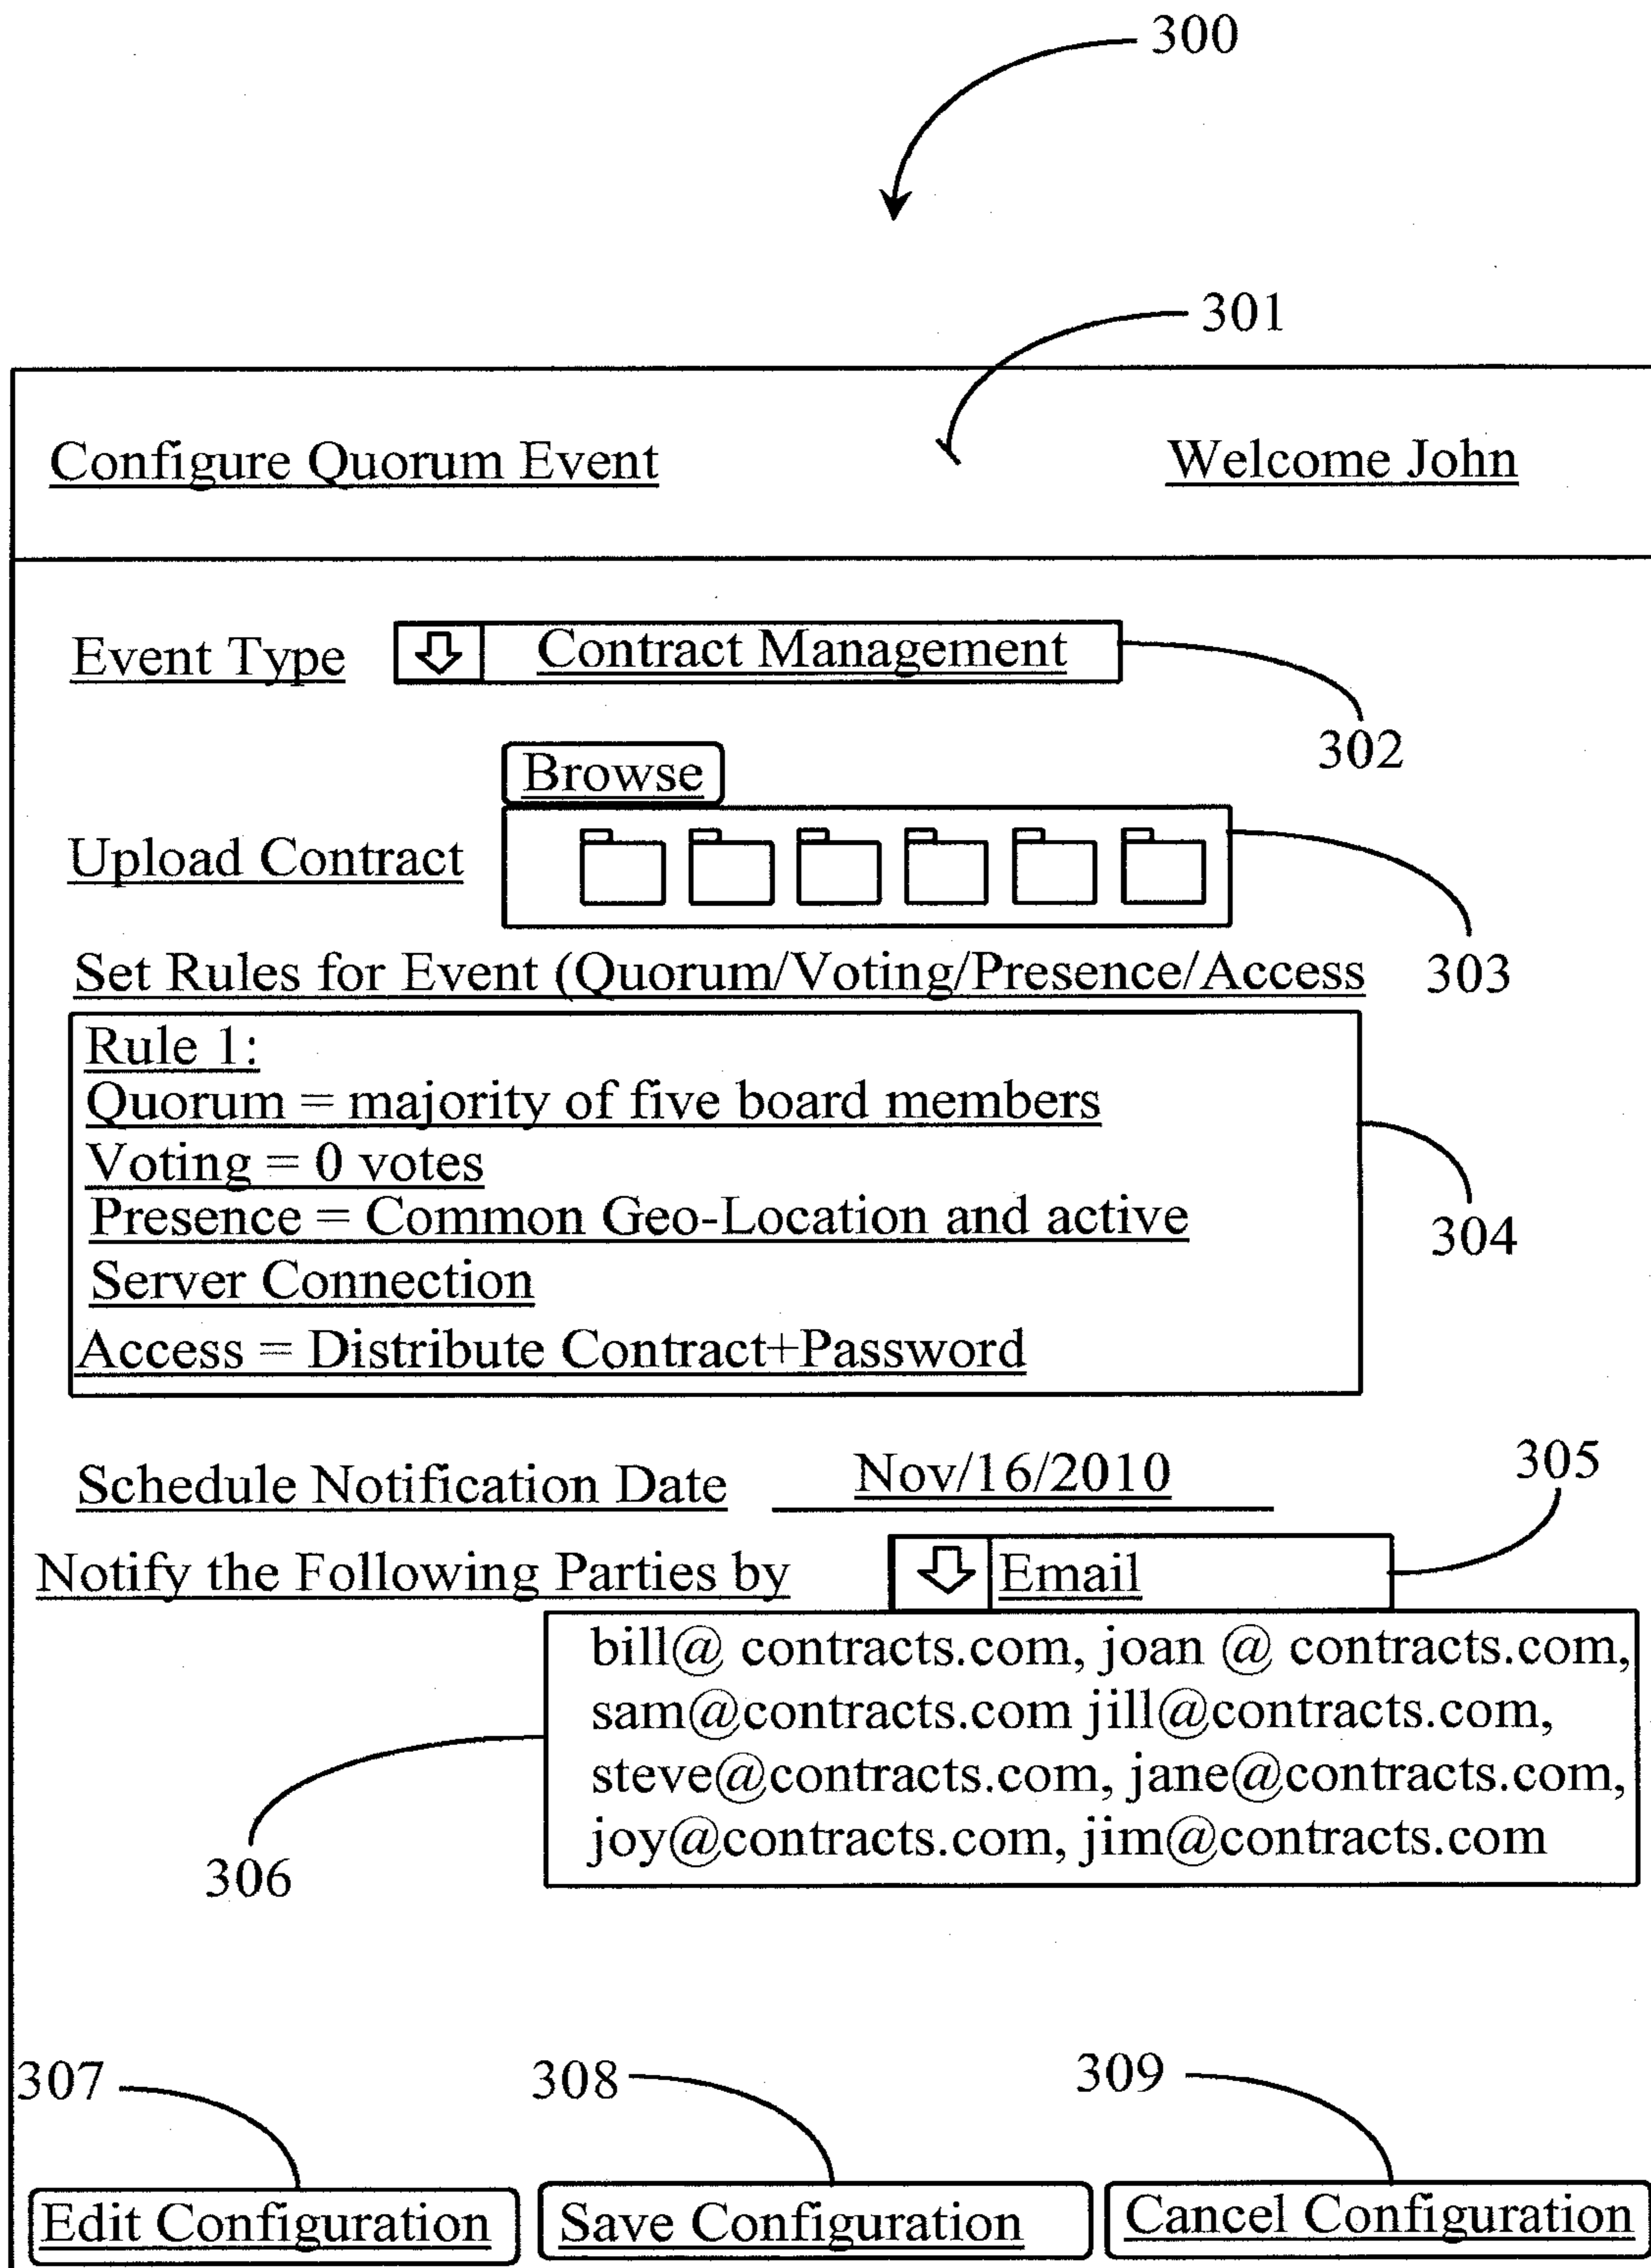 300
301
Configure Quorum Event Welcome John
Event Type Contract Management
302
Browse
Upload Contract
303
Set Rules for Event (Quorum/Voting/Presence/Access
Rule 1:
Quorum = majority of five board members
Voting = 0 votes
Presence = Common Geo-Location and active
Server Connection
Access = Distribute Contract+Password
304
Schedule Notification Date Nov/16/2010
305
Notify the Following Parties by Email
bill@ contracts.com, joan @ contracts.com,
sam@contracts.com jill@contracts.com,
steve@contracts.com, jane@contracts.com,
joy@contracts.com, jim@contracts.com
306
307 308 309
Edit Configuration Save Configuration Cancel Configuration